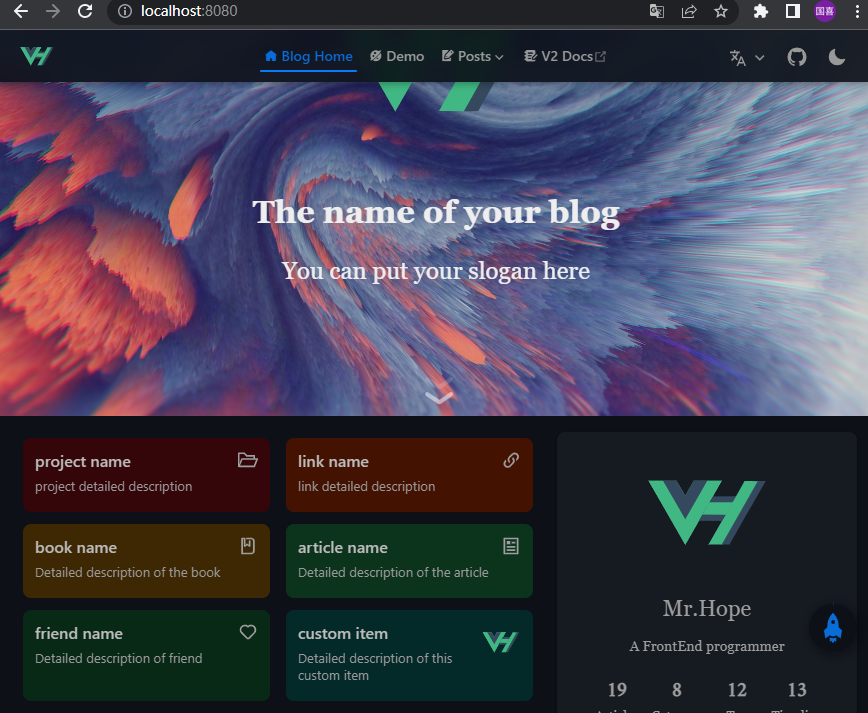 localhost:8080
国喜
Blog Home Demo Posts V2 Docs
The name of your blog
You can put your slogan here
project name
project detailed description
link name
link detailed description
book name
Detailed description of the book
article name
Detailed description of the article
friend name
Detailed description of friend
custom item
Detailed description of this
custom item
Mr.Hope
A FrontEnd programmer
19 8 12 13